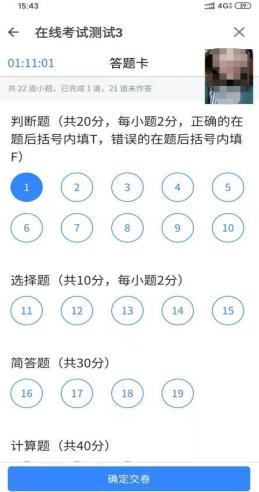 15:43
4G
39
在线考试测试3
01:11:01
答题卡
共 22 道小题，已完成 1 道，21 道未作答
判断题（共20分，每小题2分，正确的在
题后括号内填T，错误的在题后括号内填
F）
1 2 3 4 5
6 7 8 9 10
选择题（共10分，每小题2分）
11 12 13 14 15
简答题（共30分）
16 17 18 19
计算题（共40分）
确定交卷